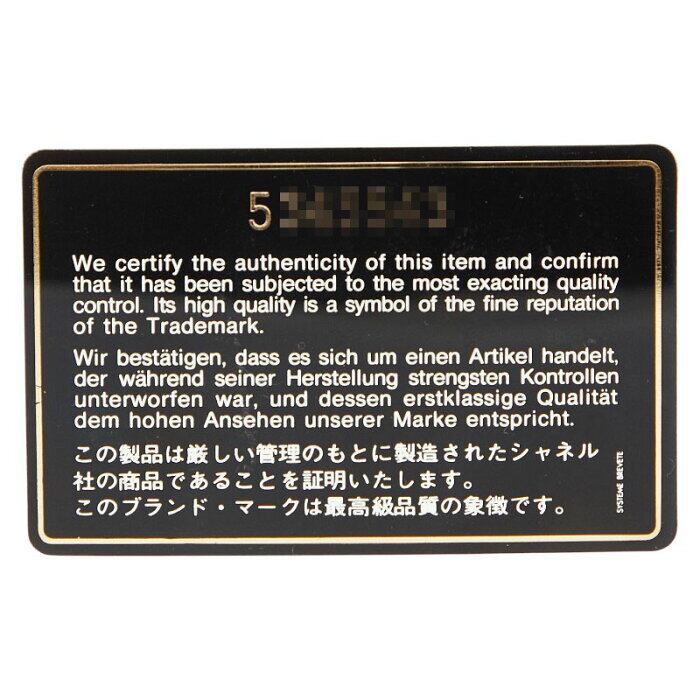 5
We certify the authenticity of this item and confirm
that it has been subjected to the most exacting quality
control. Its high quality is a symbol of the fine reputation
of the Trademark.
Wir bestätigen, dass es sich um einen Artikel handelt,
der während seiner Herstellung strengsten Kontrollen
unterworfen war, und dessen erstklassige Qualität
dem hohen Ansehen unserer Marke entspricht.
この製品は厳しい管理のもとに製造されたシャネル
社の商品であることを証明いたします。
このブランド・マークは最高級品質の象徴です。
SYSTEME BREVETE